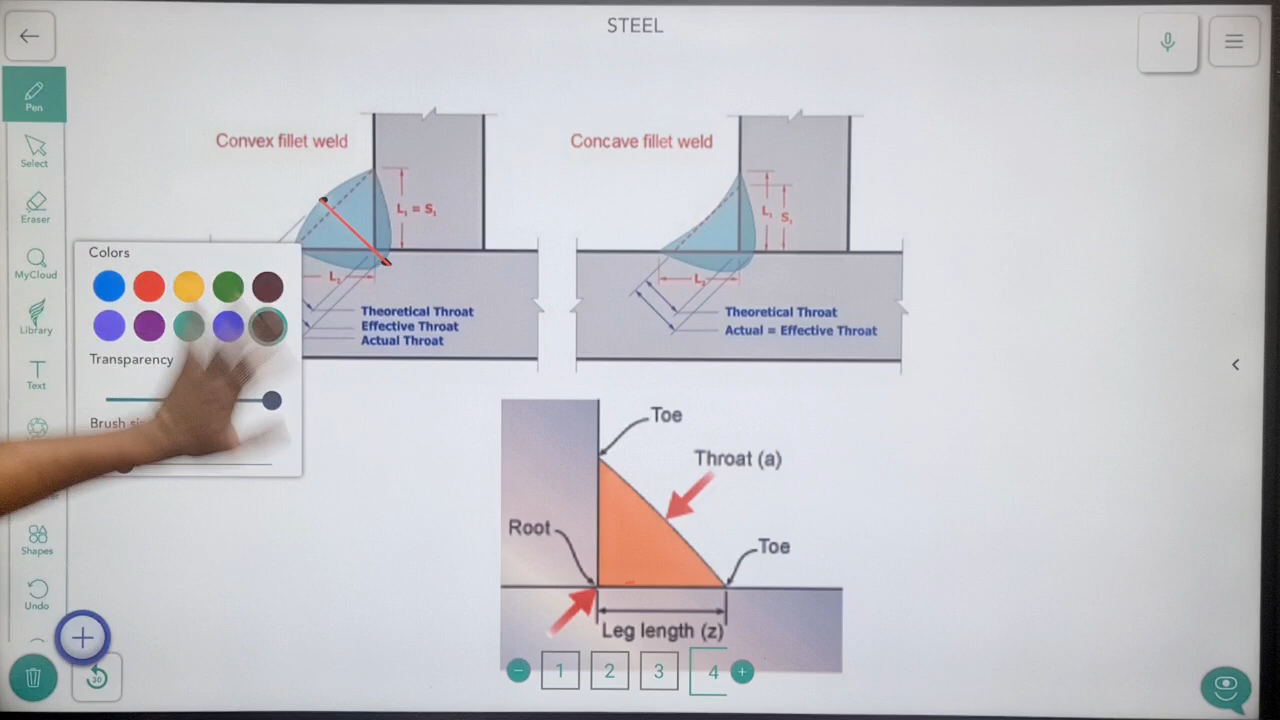 STEEL
Pen
Select
Eraser
MyCloud
Library
Text
Shapes
Undo
30
Colors
Transparency
Brush
Convex fillet weld
L₁ = S₁
L₂
Theoretical Throat
Effective Throat
Actual Throat
Concave fillet weld
L₁
S₁
L₂
Theoretical Throat
Actual = Effective Throat
Toe
Throat (a)
Root
Toe
Leg length (z)
1 2 3 4